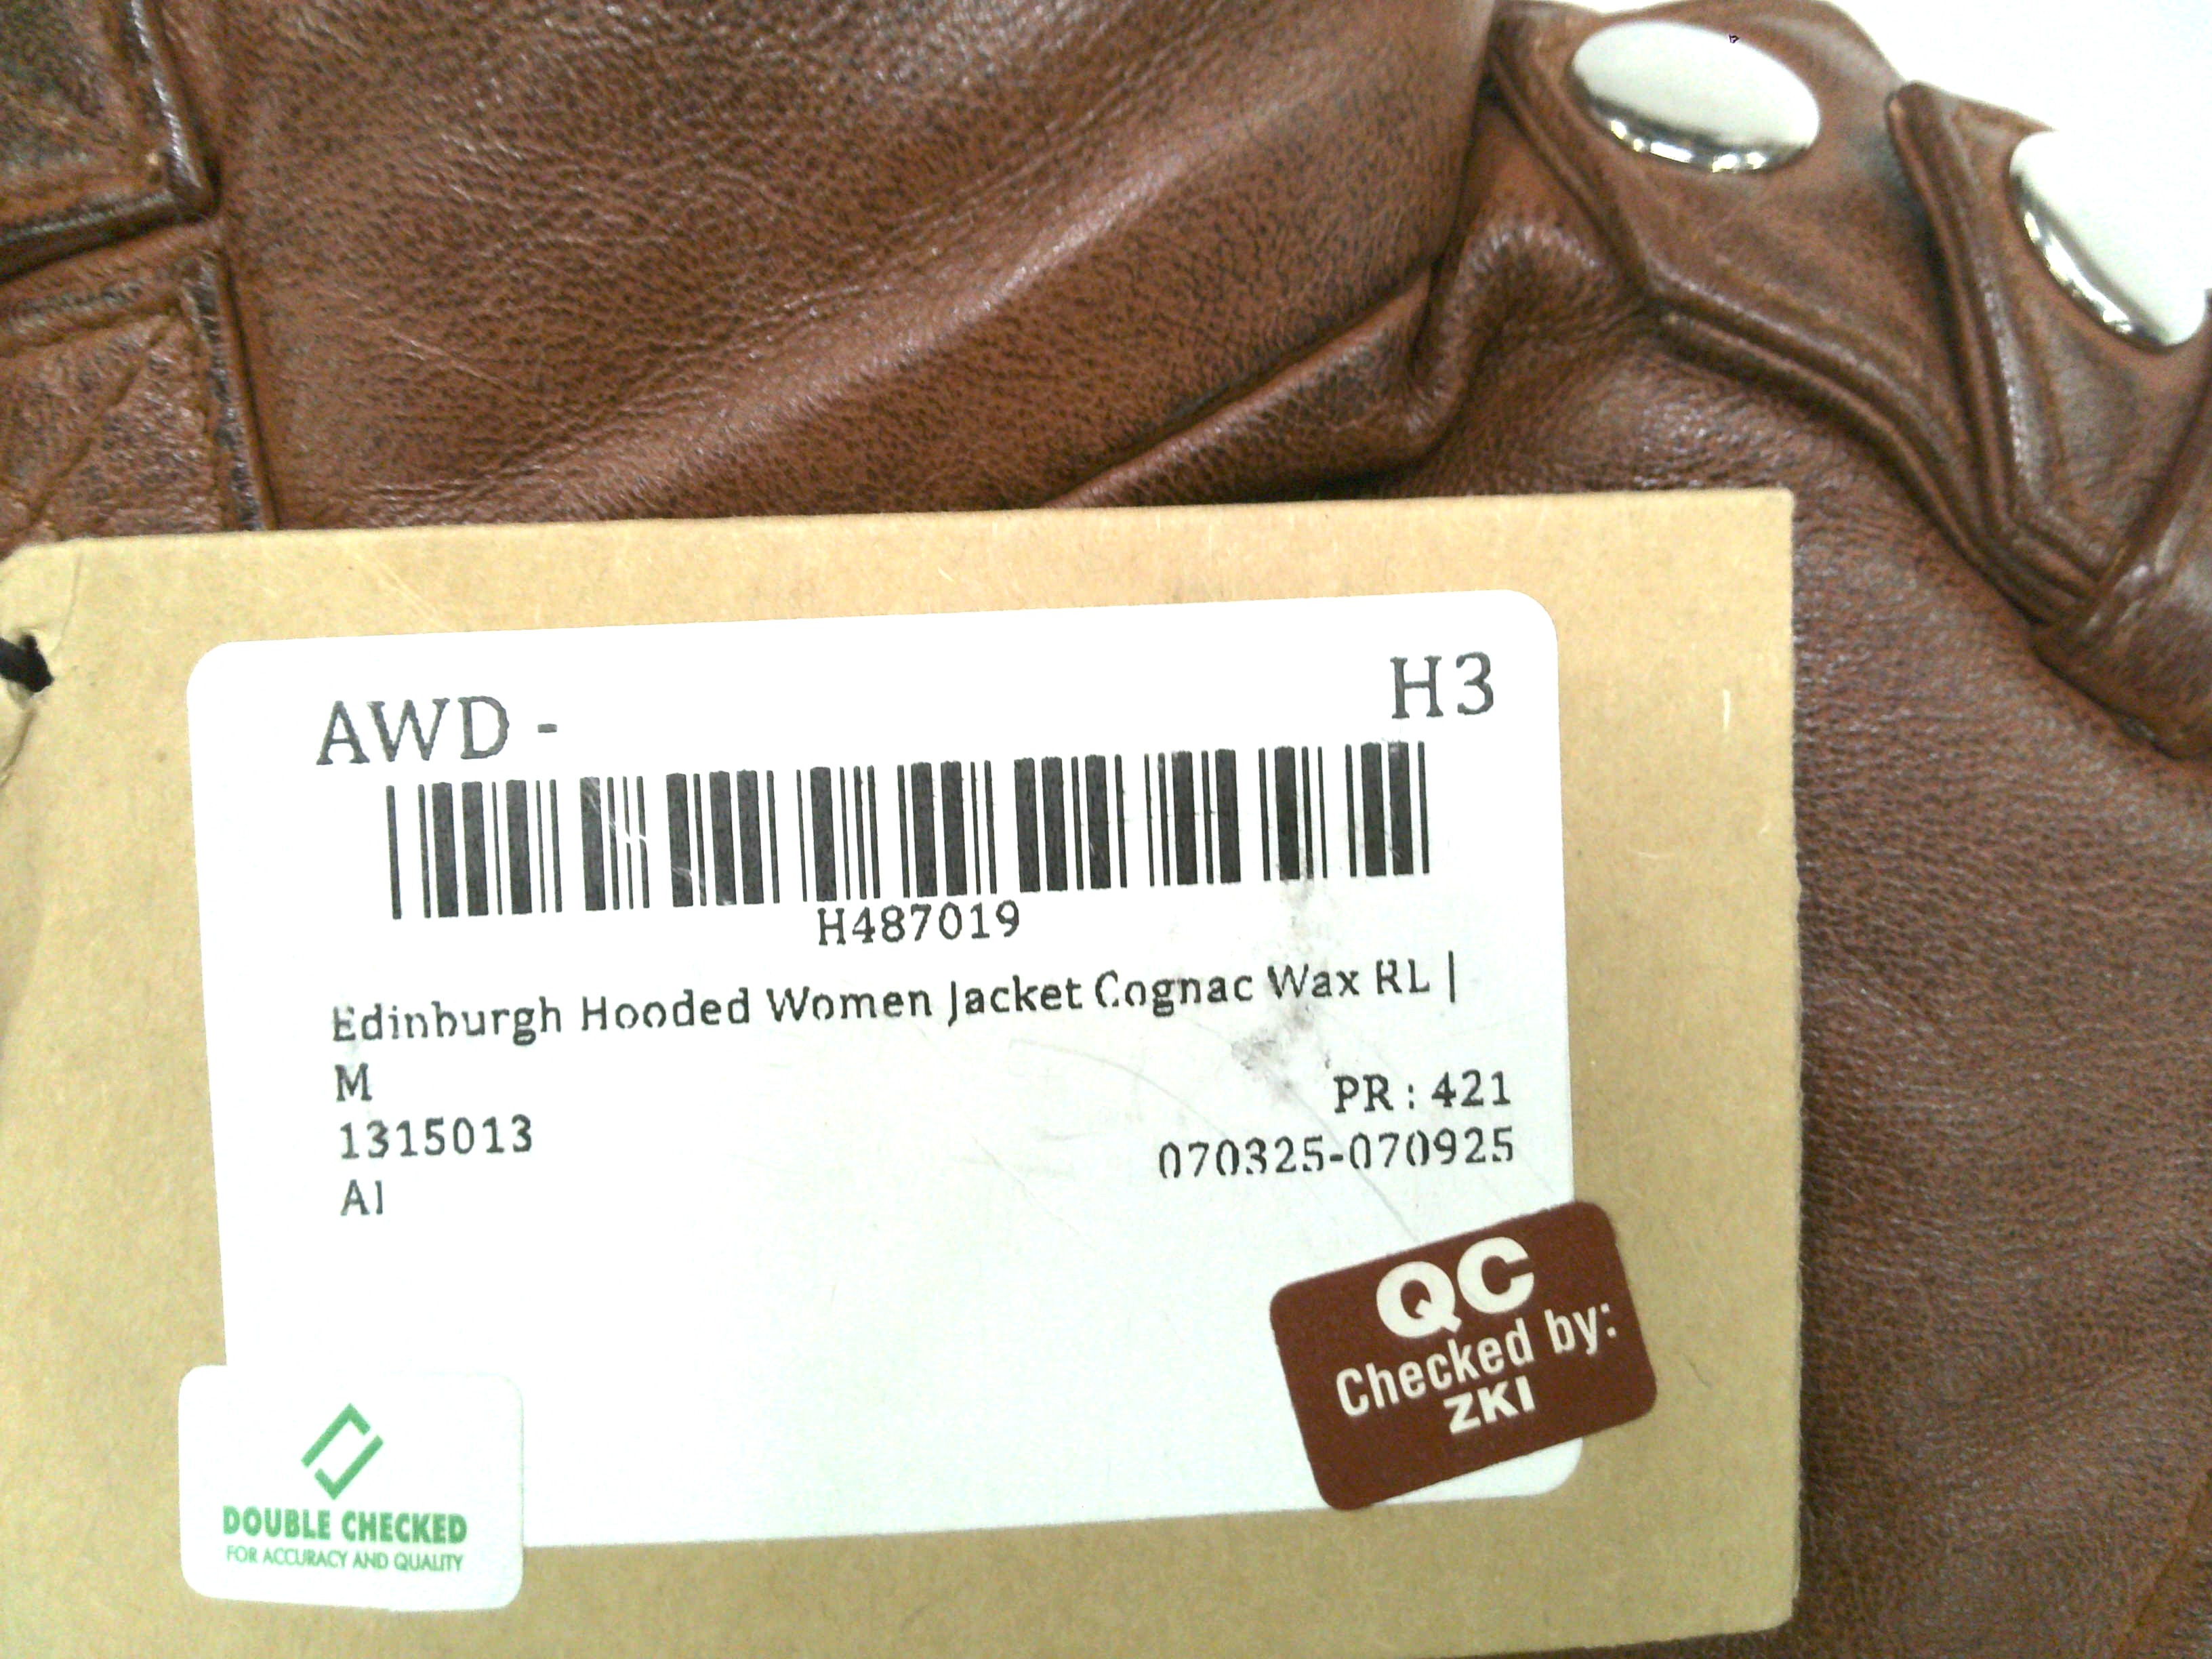 AWD - H3
H487019
Edinburgh Hooded Women Jacket Cognac Wax RL |
M
PR : 421
1315013
070325-070925
AI
QC
Checked by:
ZKI
DOUBLE CHECKED
FOR ACCURACY AND QUALITY